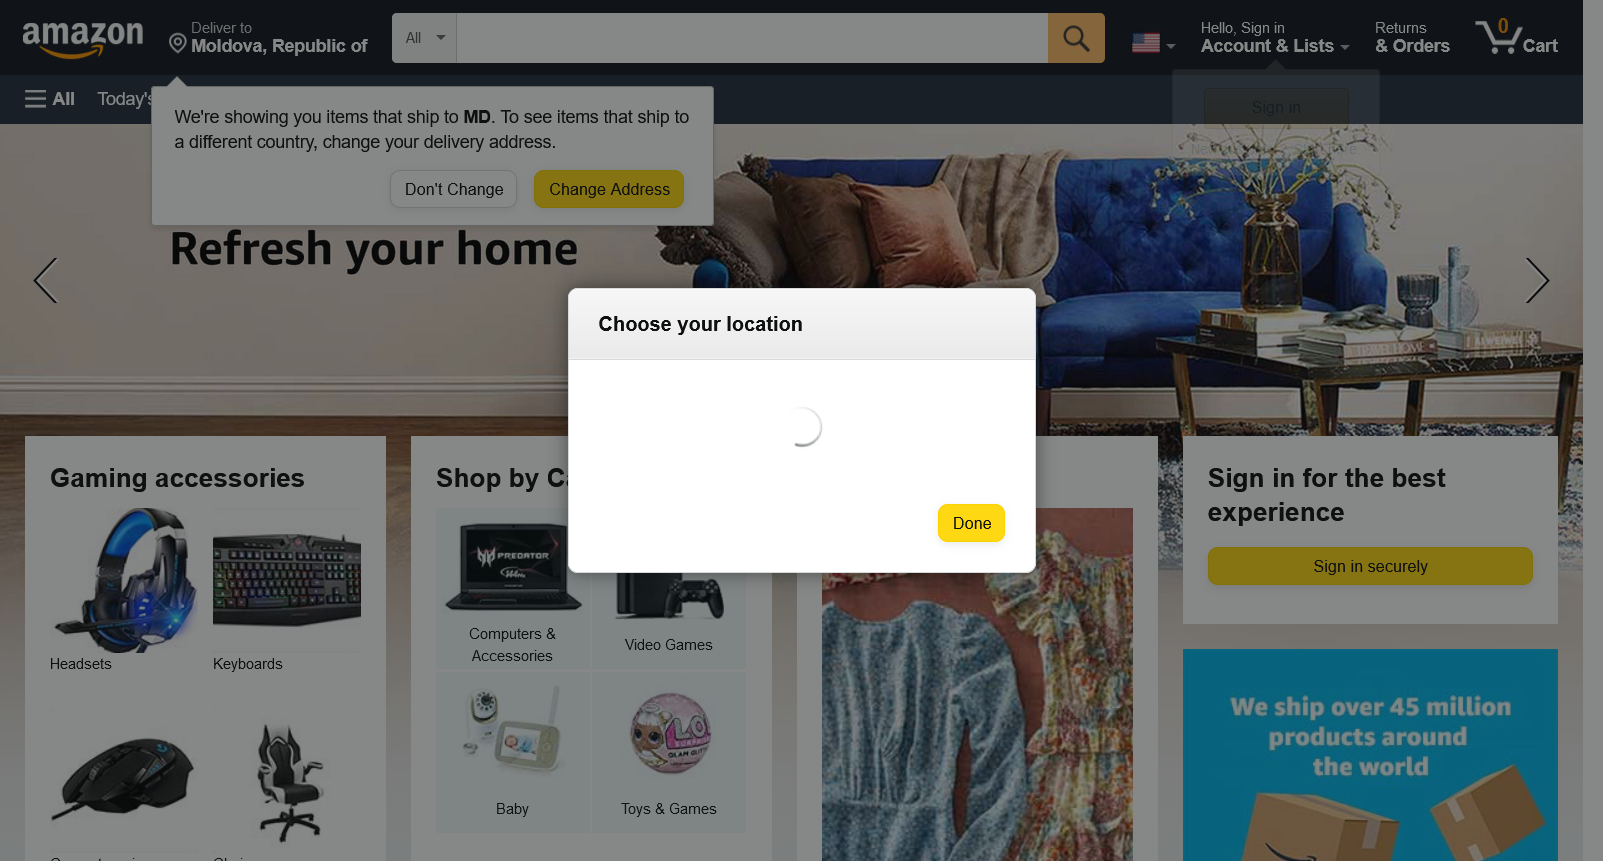 amazon
Deliver to
Moldova, Republic of
All
Hello, Sign in
Account & Lists
Returns
& Orders
0
Cart
All
Today's
Sign in
We're showing you items that ship to MD. To see items that ship to
a different country, change your delivery address.
Don't Change
Change Address
Refresh your home
Choose your location
Done
Gaming accessories
Headsets
Keyboards
Shop by Ca
PREDATOR
Computers &
Accessories
Video Games
Baby
L.O.L
SURPRISE
Toys & Games
Sign in for the best
experience
Sign in securely
We ship over 45 million
products around
the world